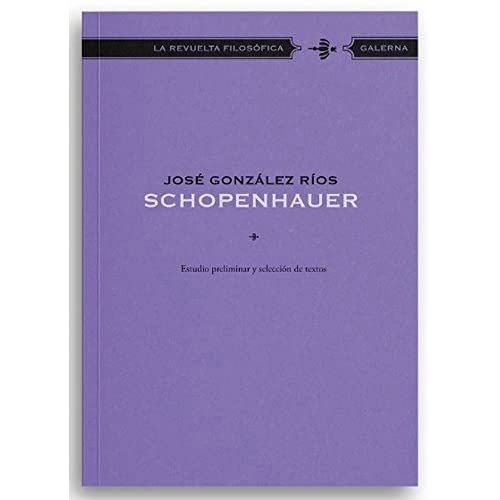 LA REVUELTA FILOSÓFICA GALERNA
JOSÉ GONZÁLEZ RÍOS
SCHOPENHAUER
Estudio preliminar y selección de textos